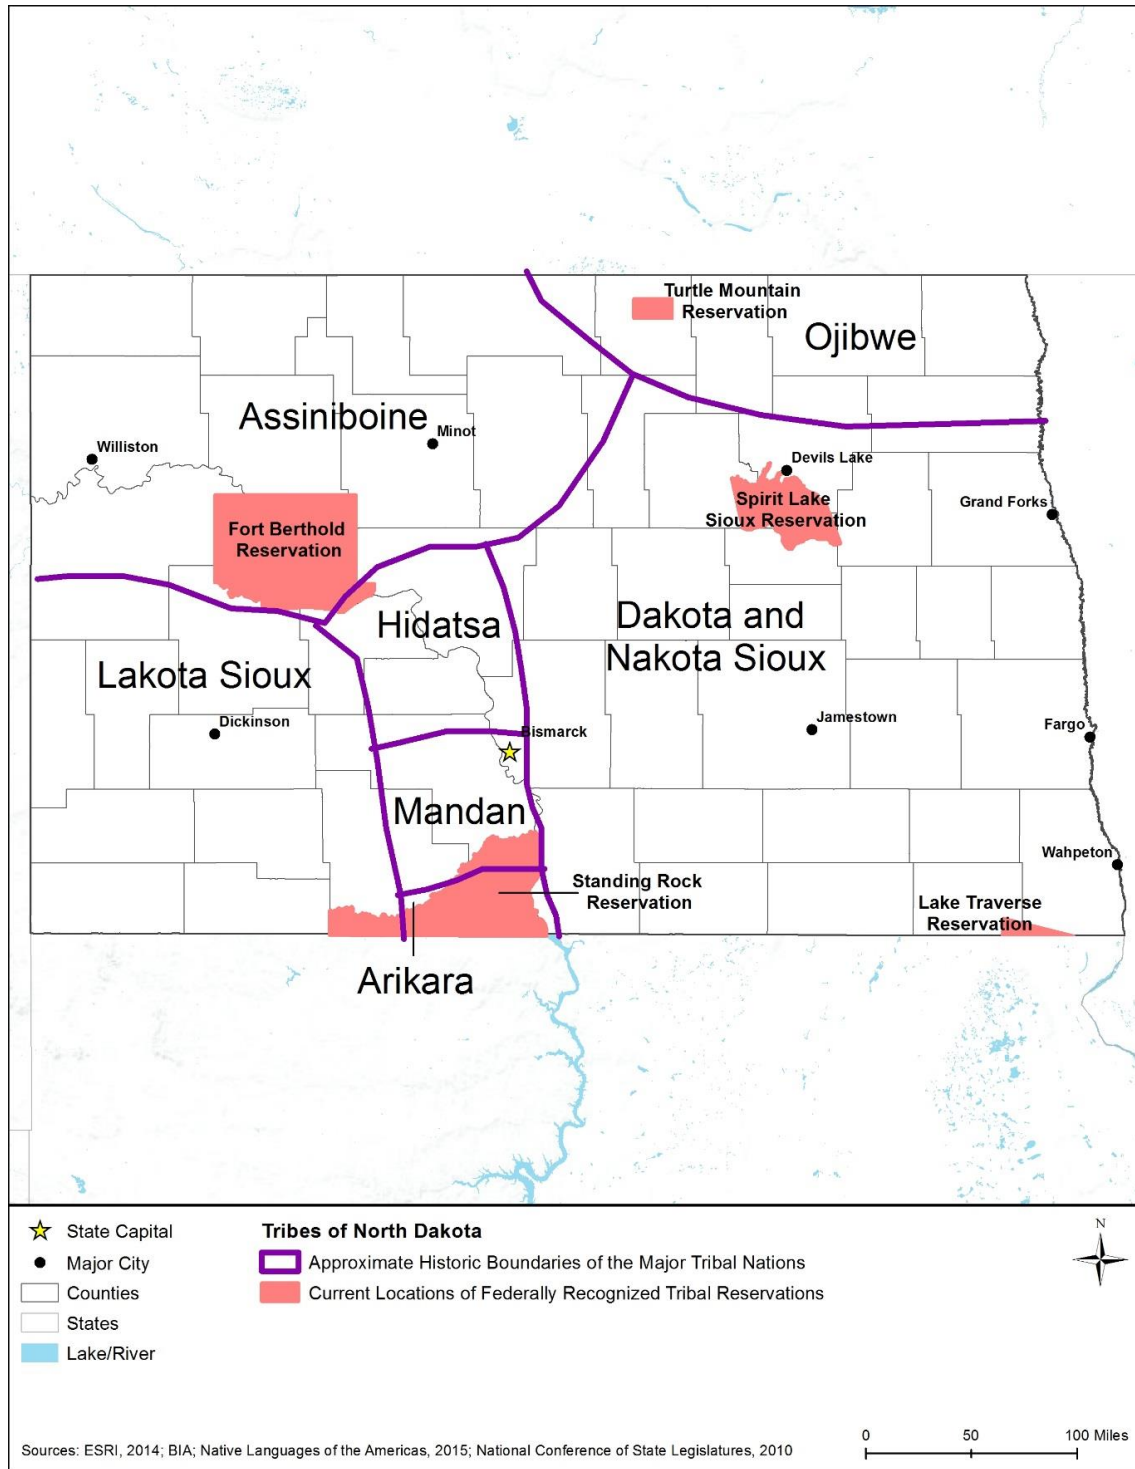 Turtle Mountain
Reservation
Ojibwe
Assiniboine
Minot
Williston
Devils Lake
Spirit Lake
Sioux Reservation
Grand Forks
Fort Berthold
Reservation
Hidatsa
Dakota and
Nakota Sioux
Lakota Sioux
Dickinson
Bismarck
Jamestown
Fargo
Mandan
Wahpeton
Standing Rock
Reservation
Lake Traverse
Reservation
Arikara
State Capital
Major City
Counties
States
Lake/River
Tribes of North Dakota
Approximate Historic Boundaries of the Major Tribal Nations
Current Locations of Federally Recognized Tribal Reservations
N
Sources: ESRI, 2014; BIA; Native Languages of the Americas, 2015; National Conference of State Legislatures, 2010
0 50 100 Miles